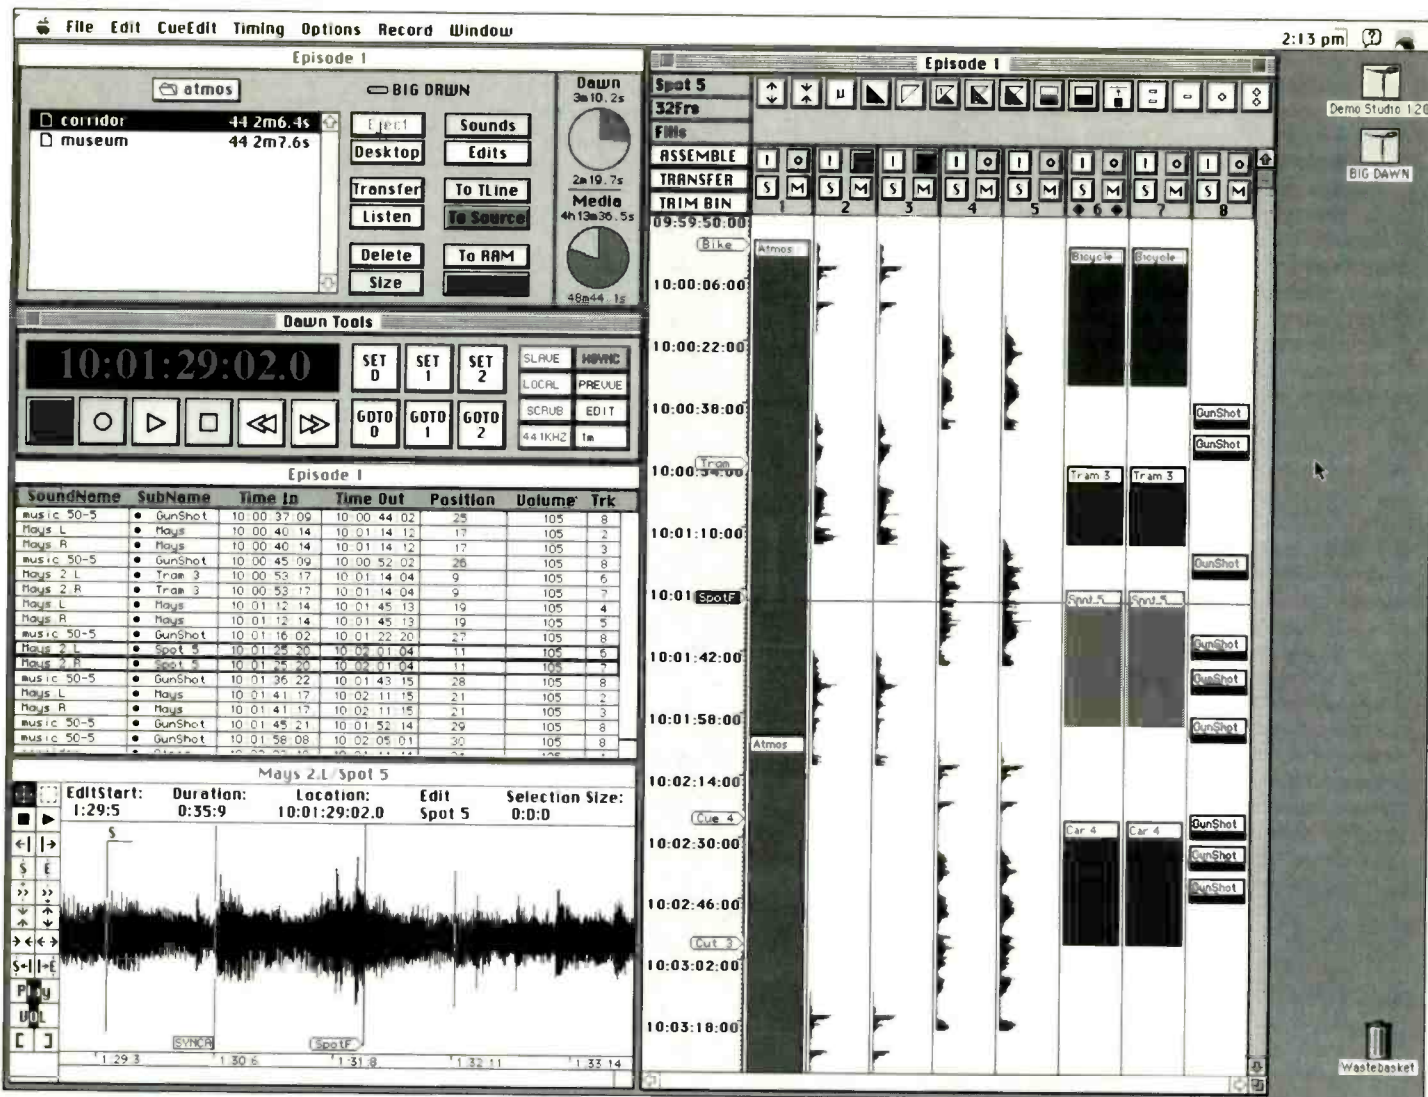 File Edit CueEdit Timing Options Record Window
2:13 pm
Episode 1
atmos
BIG DAWN
corridor 44 2m6.4s
museum 44 2m7.6s
Eject Sounds
Desktop Edits
Transfer To TLine
Listen To Source
Delete To RAM
Size
Dawn
3m10.2s
2m19.7s
Media
4h13m36.5s
48m44.1s
Dawn Tools
10:01:29:02.0
SET 0 SET 1 SET 2
GOTO 0 GOTO 1 GOTO 2
SLAVE
LOCAL PREVUE
SCRUB EDIT
44.1KHZ 1m
Episode 1
SoundName SubName Time In Time Out Position Volume Trk
music 50-5 • GunShot 10:00:37:09 10:00:44:02 25 105 8
Mays L • Mays 10:00:40:14 10:01:14:12 17 105 2
Mays R • Mays 10:00:40:14 10:01:14:12 17 105 3
music 50-5 • GunShot 10:00:45:09 10:00:52:02 26 105 8
Mays 2.L • Tram 3 10:00:53:17 10:01:14:04 9 105 6
Mays 2.R • Tram 3 10:00:53:17 10:01:14:04 9 105 7
Mays L • Mays 10:01:12:14 10:01:45:13 19 105 4
Mays R • Mays 10:01:12:14 10:01:45:13 19 105 5
music 50-5 • GunShot 10:01:16:02 10:01:22:20 27 105 8
Mays 2.L • Spot 5 10:01:25:20 10:02:01:04 11 105 6
Mays 2.R • Spot 5 10:01:25:20 10:02:01:04 11 105 7
music 50-5 • GunShot 10:01:36:22 10:01:43:15 28 105 8
Mays L • Mays 10:01:41:17 10:02:11:15 21 105 2
Mays R • Mays 10:01:41:17 10:02:11:15 21 105 3
music 50-5 • GunShot 10:01:45:21 10:01:52:14 29 105 8
music 50-5 • GunShot 10:01:58:08 10:02:05:01 30 105 8
Mays 2.L/Spot 5
EditStart: Duration: Location: Edit Selection Size:
1:29:5 0:35:9 10:01:29:02.0 Spot 5 0:0:0
S
S E
Play
VOL
[ ]
SpotF
1:29:3 1:30:6 1:31:8 1:32:11 1:33:14
Episode 1
Spot 5
32Frs
ASSEMBLE
TRANSFER
TRIM BIN
S M S M S M S M S M S M S M S M
1 2 3 4 5 6 7 8
09:59:50:00
Bike
Atmos
Bicycle Bicycle
10:00:06:00
10:00:22:00
10:00:38:00
GunShot
GunShot
Tram
Tram 3 Tram 3
10:01:10:00
GunShot
10:01
SpotF
Spot 5 Spot 5
GunShot
10:01:42:00
GunShot
10:01:58:00
GunShot
Atmos
10:02:14:00
Cue 4
GunShot
Car 4 Car 4
10:02:30:00
GunShot
GunShot
10:02:46:00
Cut 3
10:03:02:00
10:03:18:00
Demo Studio 1.2
BIG DAWN
Wastebasket